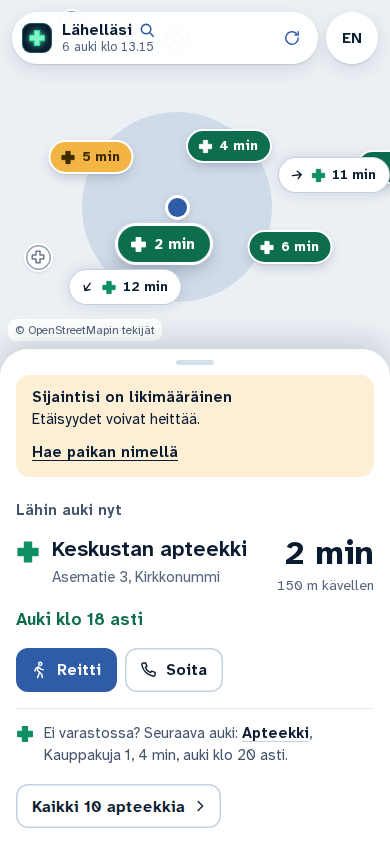 Lähelläsi
6 auki klo 13.15
EN
5 min
4 min
11 min
2 min
6 min
12 min
© OpenStreetMapin tekijät
Sijaintisi on likimääräinen
Etäisyydet voivat heittää.
Hae paikan nimellä
Lähin auki nyt
Keskustan apteekki
2 min
Asematie 3, Kirkkonummi
150 m kävellen
Auki klo 18 asti
Reitti
Soita
Ei varastossa? Seuraava auki: Apteekki,
Kauppakuja 1, 4 min, auki klo 20 asti.
Kaikki 10 apteekkia